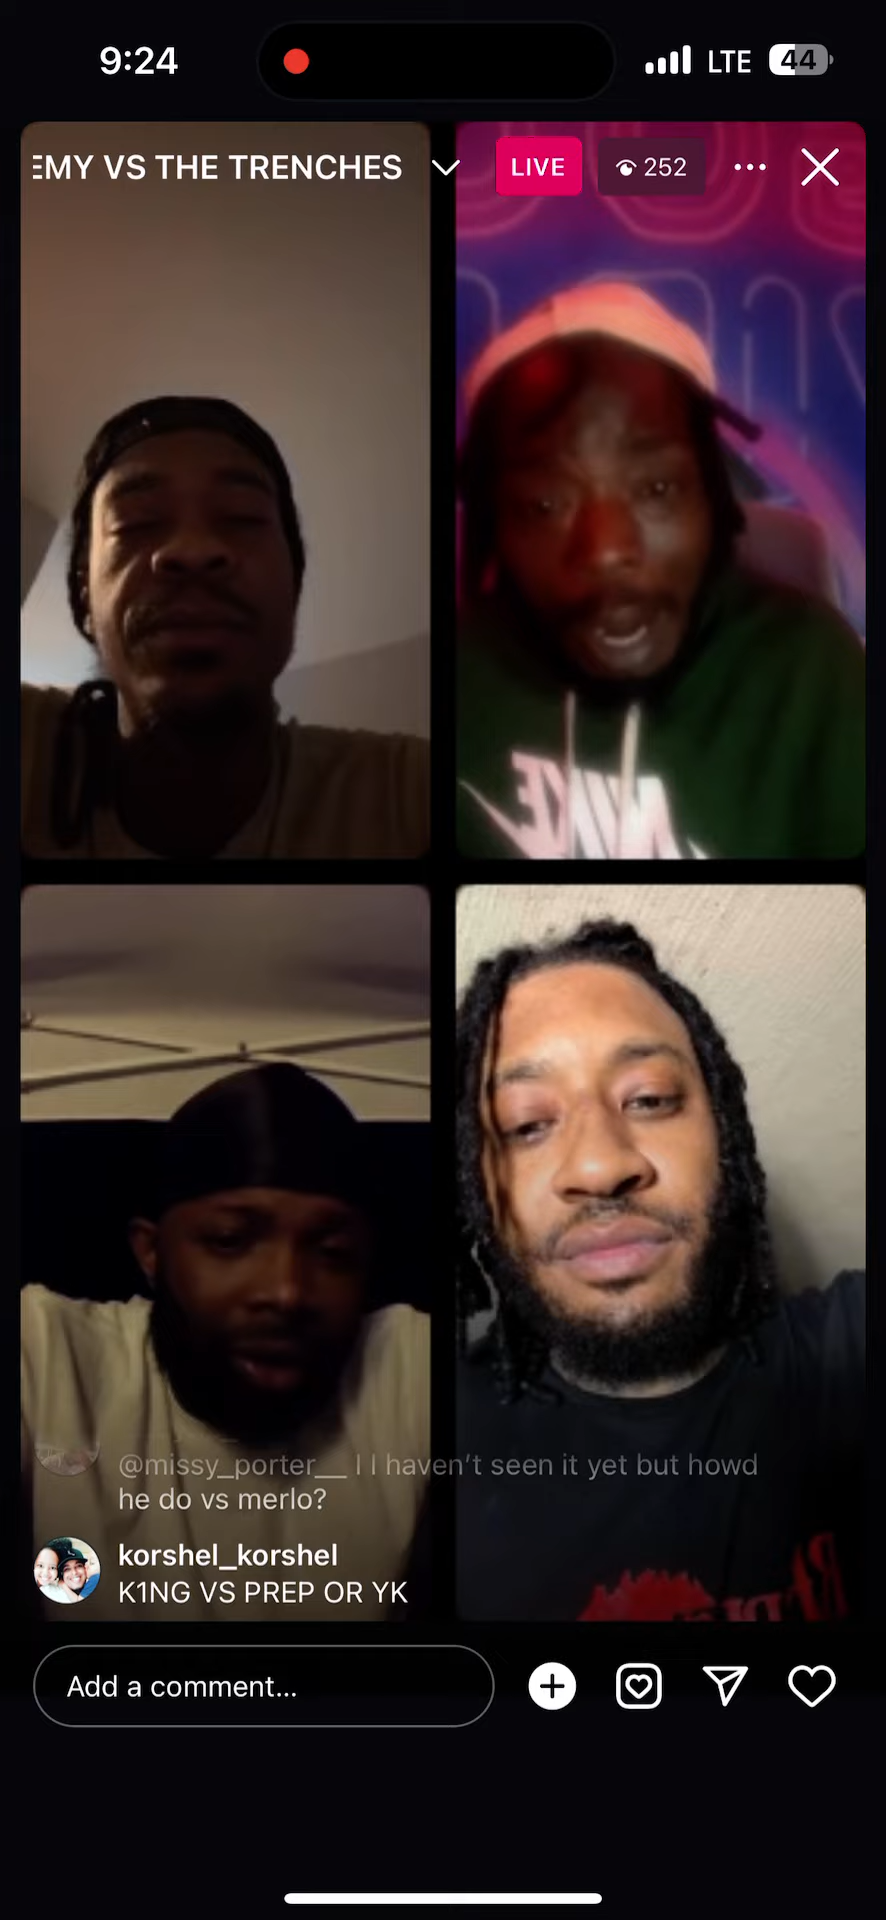 9:24
LTE
44
EMY VS THE TRENCHES
LIVE
252
NIKE
@missy_porter__ I I haven't seen it yet but howd
he do vs merlo?
korshel_korshel
K1NG VS PREP OR YK
Add a comment...